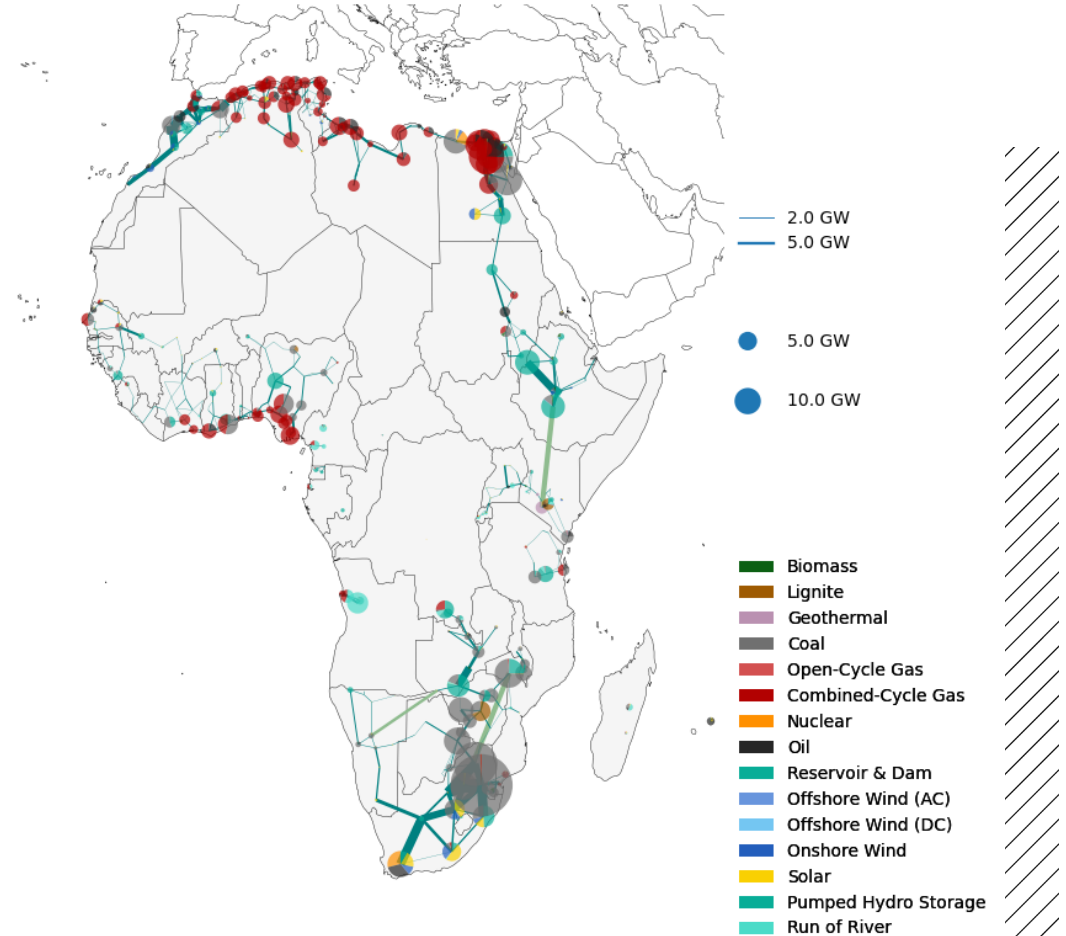 2.0 GW
5.0 GW
5.0 GW
10.0 GW
Biomass
Lignite
Geothermal
Coal
Open-Cycle Gas
Combined-Cycle Gas
Nuclear
Oil
Reservoir & Dam
Offshore Wind (AC)
Offshore Wind (DC)
Onshore Wind
Solar
Pumped Hydro Storage
Run of River